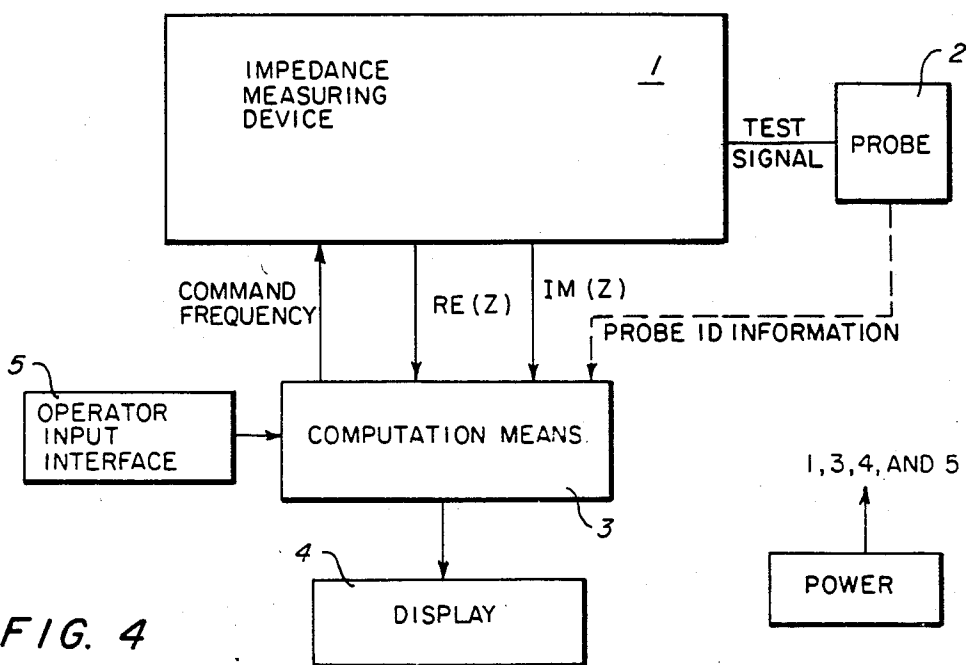 IMPEDANCE
MEASURING
DEVICE
1
2
TEST
SIGNAL
PROBE
COMMAND
FREQUENCY
RE (Z)
IM (Z)
PROBE ID INFORMATION
5
OPERATOR
INPUT
INTERFACE
COMPUTATION MEANS
3
1,3,4, AND 5
4
DISPLAY
POWER
FIG. 4